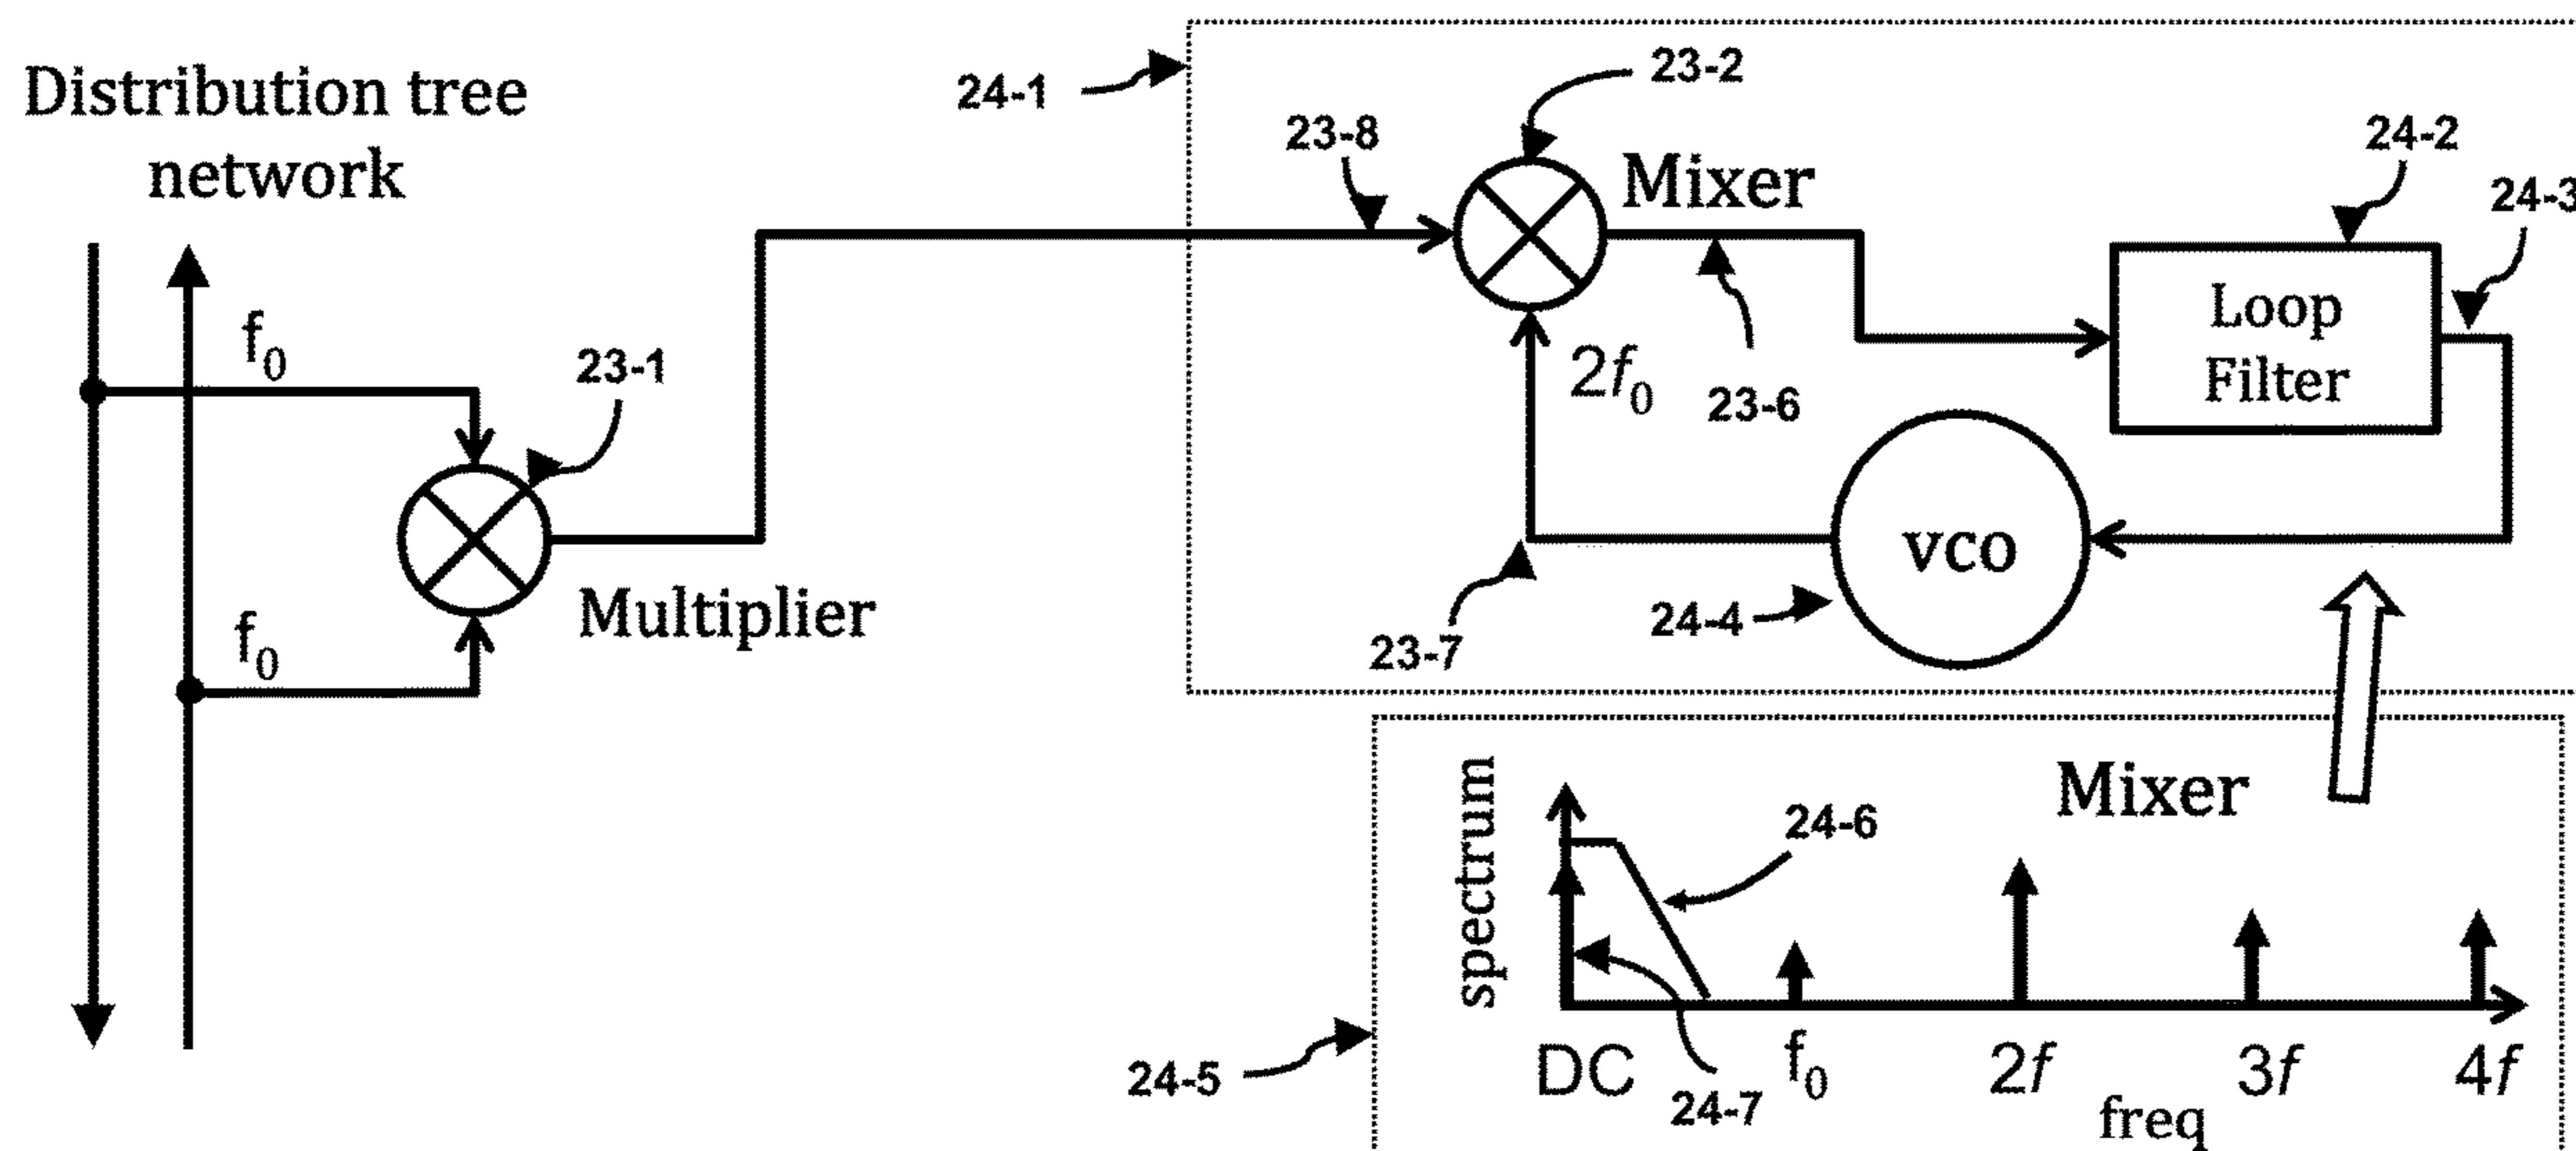 Distribution tree
network
f0
23-1
f0
Multiplier
24-1
23-8
23-2
Mixer
24-2
24-3
2f0
23-6
Loop
Filter
vco
23-7
24-4
Mixer
spectrum
24-6
24-5
DC
f0
2f
3f
4f
24-7
freq